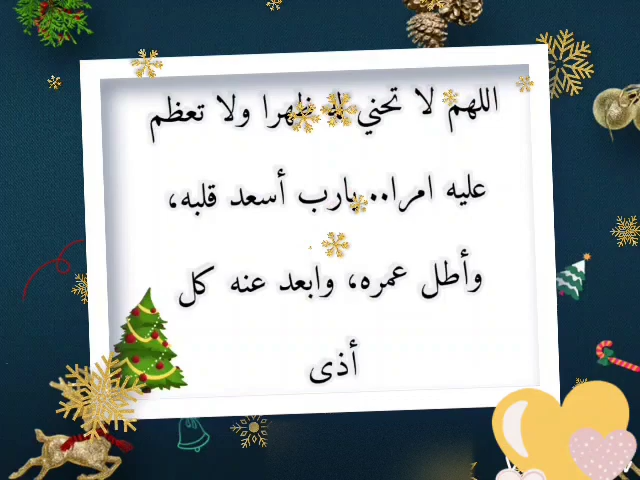 اللهم لا تحني له ظهرا ولا تعظم
عليه امرا.. يارب أسعد قلبه،
وأطل عمره، وابعد عنه كل
أذى